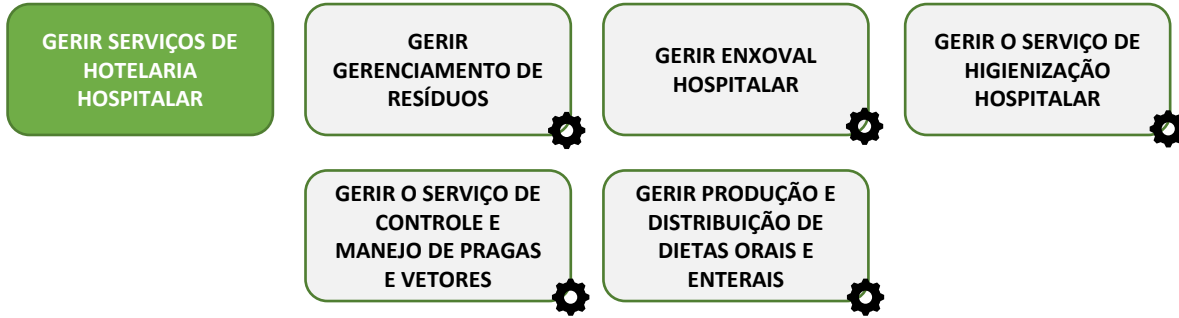 GERIR SERVIÇOS DE
HOTELARIA
HOSPITALAR
GERIR
GERENCIAMENTO DE
RESÍDUOS
GERIR ENXOVAL
HOSPITALAR
GERIR O SERVIÇO DE
HIGIENIZAÇÃO
HOSPITALAR
GERIR O SERVIÇO DE
CONTROLE E
MANEJO DE PRAGAS
E VETORES
GERIR PRODUÇÃO E
DISTRIBUIÇÃO DE
DIETAS ORAIS E
ENTERAIS